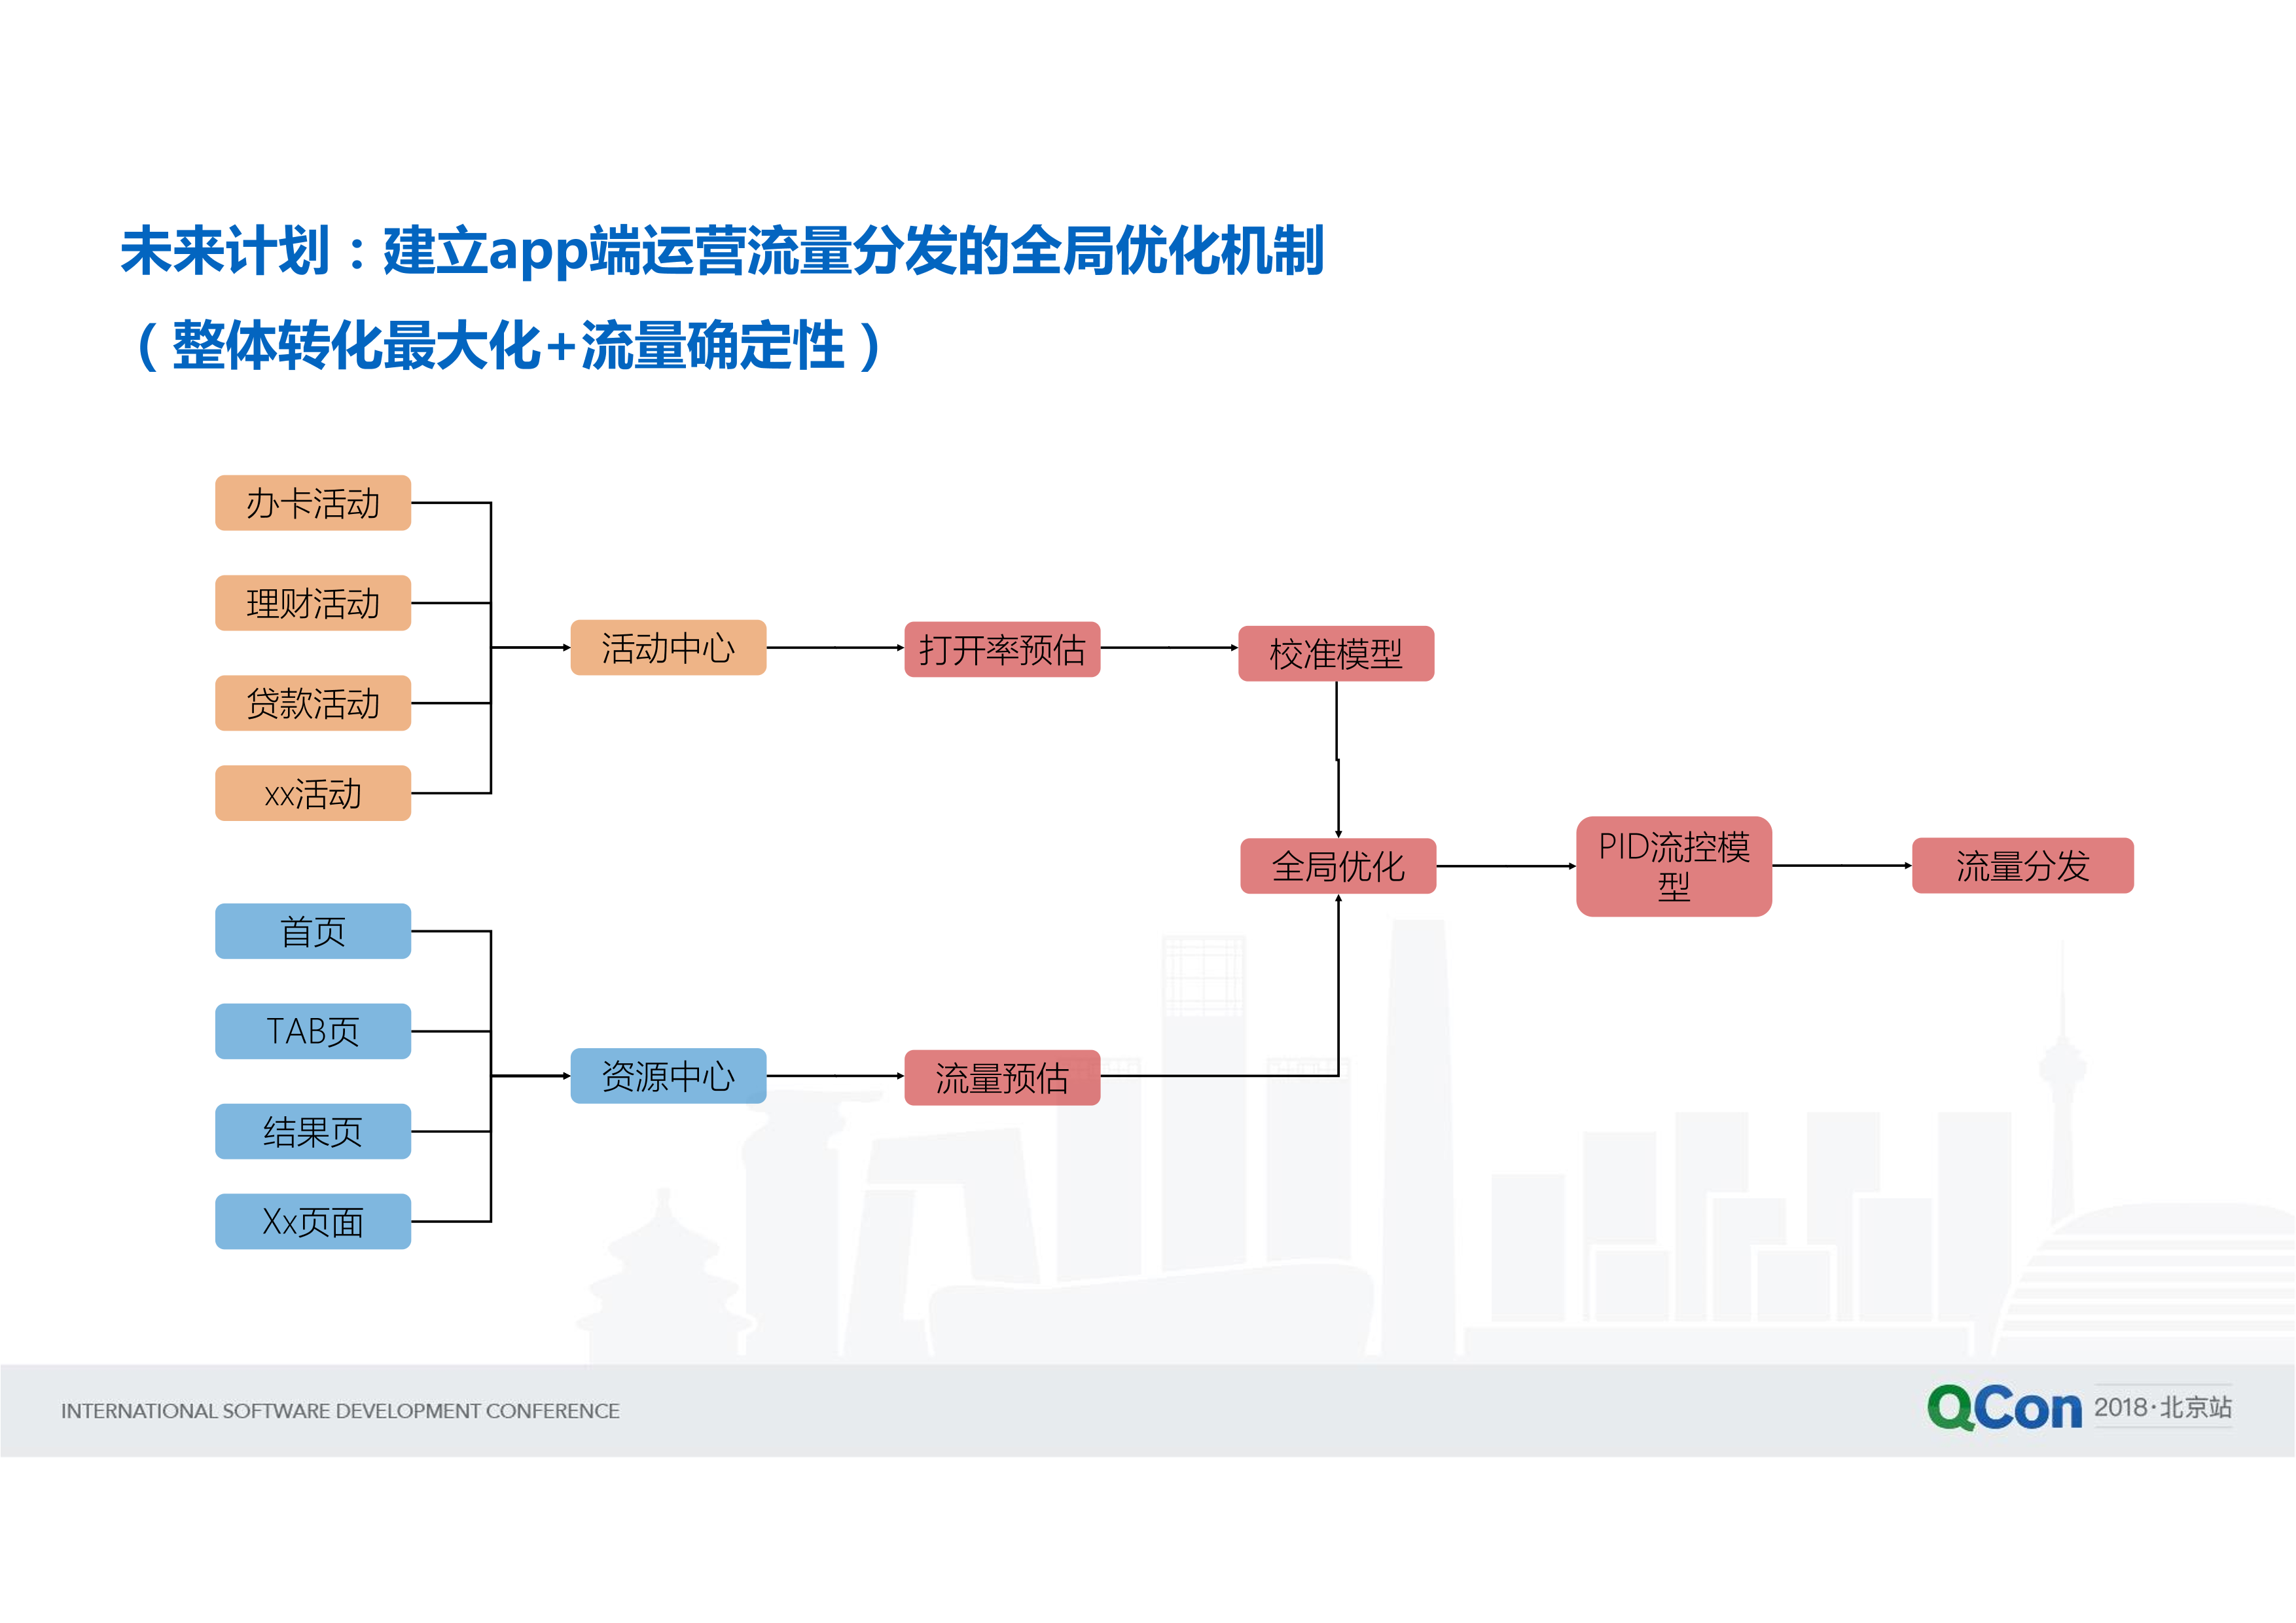 未来计划：建立app端运营流量分发的全局优化机制
（整体转化最大化+流量确定性）
办卡活动
理财活动
贷款活动
xx活动
活动中心
打开率预估
校准模型
全局优化
PID流控模
型
流量分发
首页
TAB页
结果页
Xx页面
资源中心
流量预估
INTERNATIONAL SOFTWARE DEVELOPMENT CONFERENCE
QCon 2018·北京站